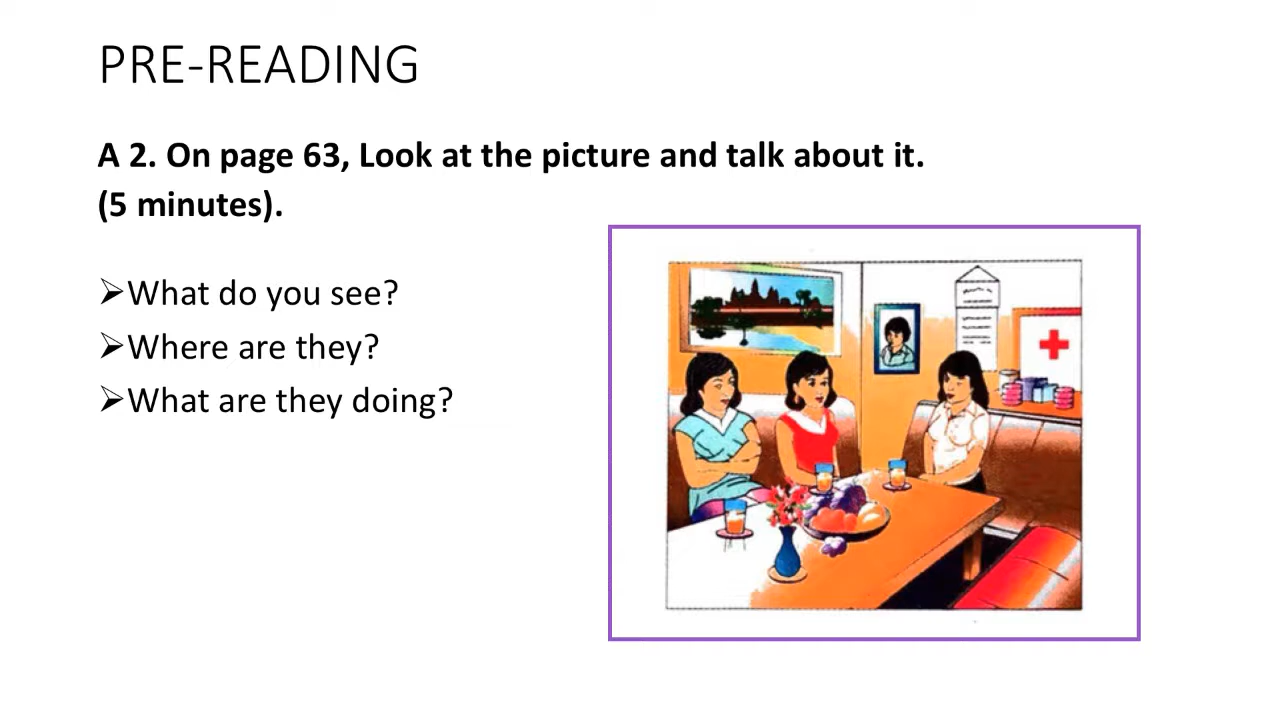 PRE-READING
A 2. On page 63, Look at the picture and talk about it.
(5 minutes).
➢What do you see?
➢Where are they?
➢What are they doing?